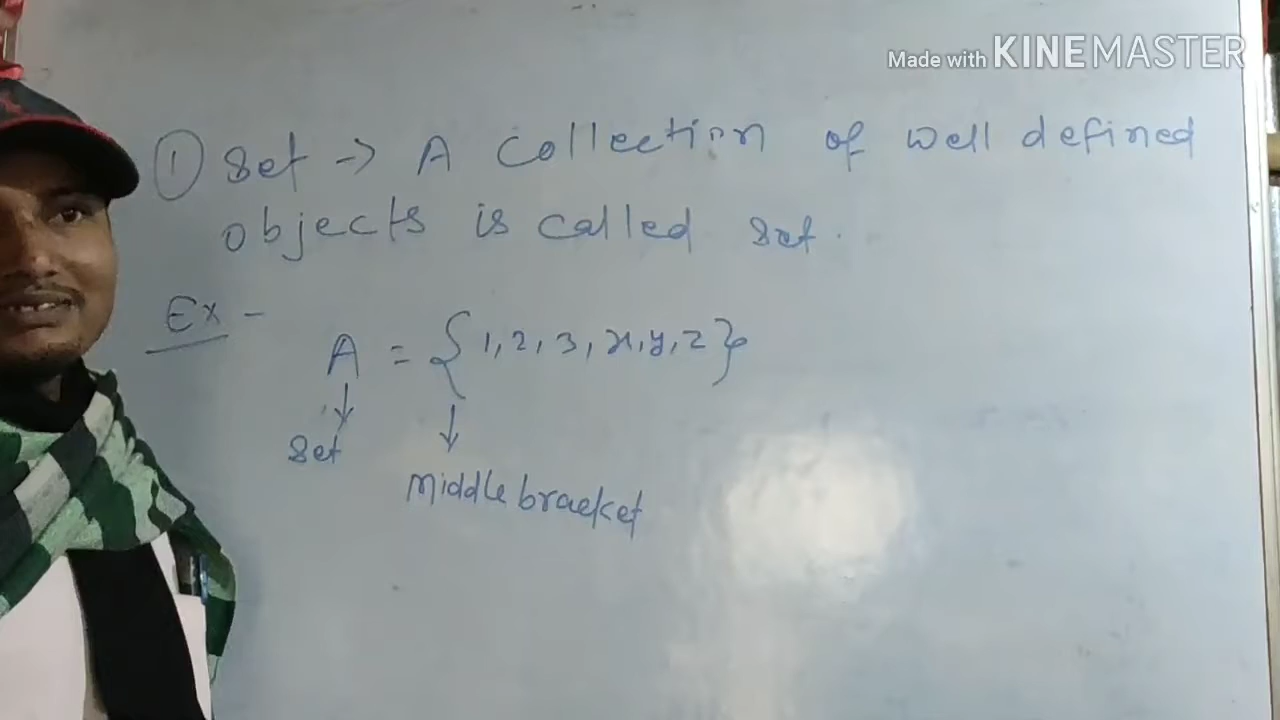 Made with KINEMASTER
① Set → A collection of well defined
objects is called set.
Ex -
A = {1, 2, 3, x, y, z}
↓ ↓
Set
Middle bracket